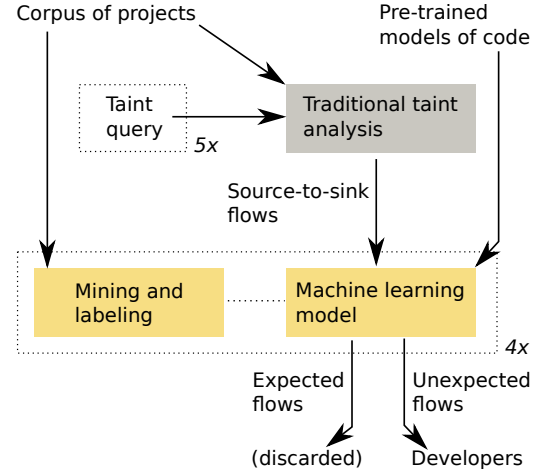 Corpus of projects
Pre-trained
models of code
Taint
query
5x
Traditional taint
analysis
Source-to-sink
flows
Mining and
labeling
Machine learning
model
4x
Expected
flows
Unexpected
flows
(discarded)
Developers